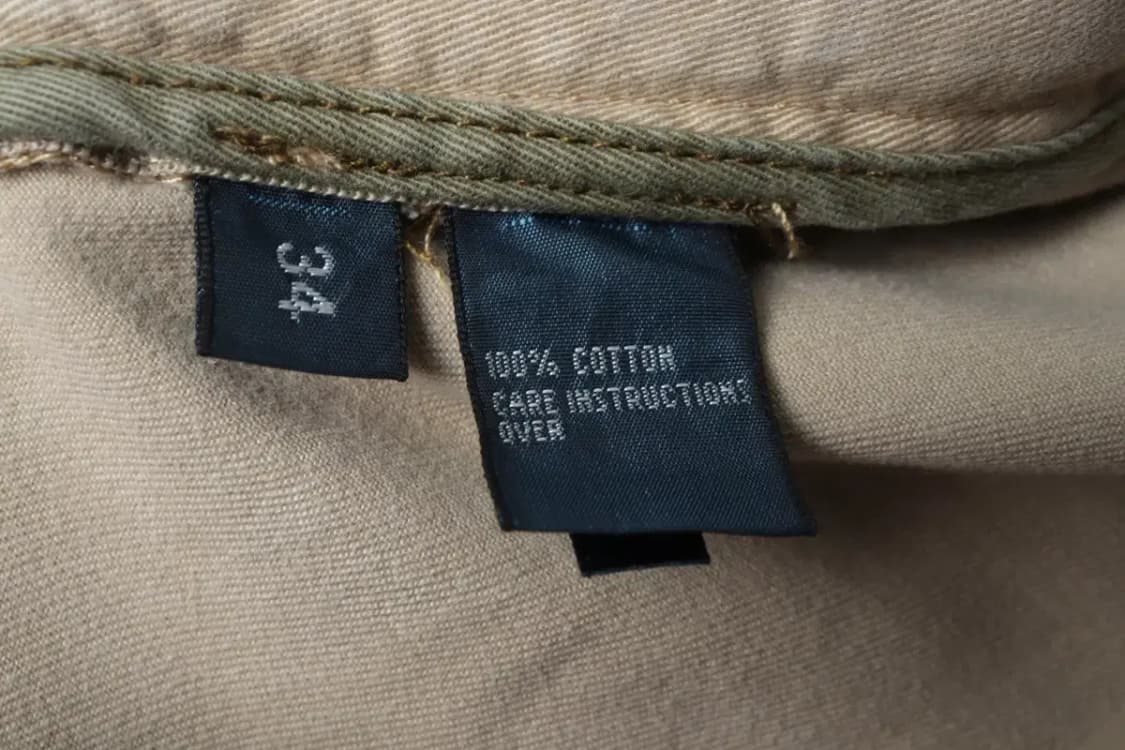 34
100% COTTON
CARE INSTRUCTIONS
OVER